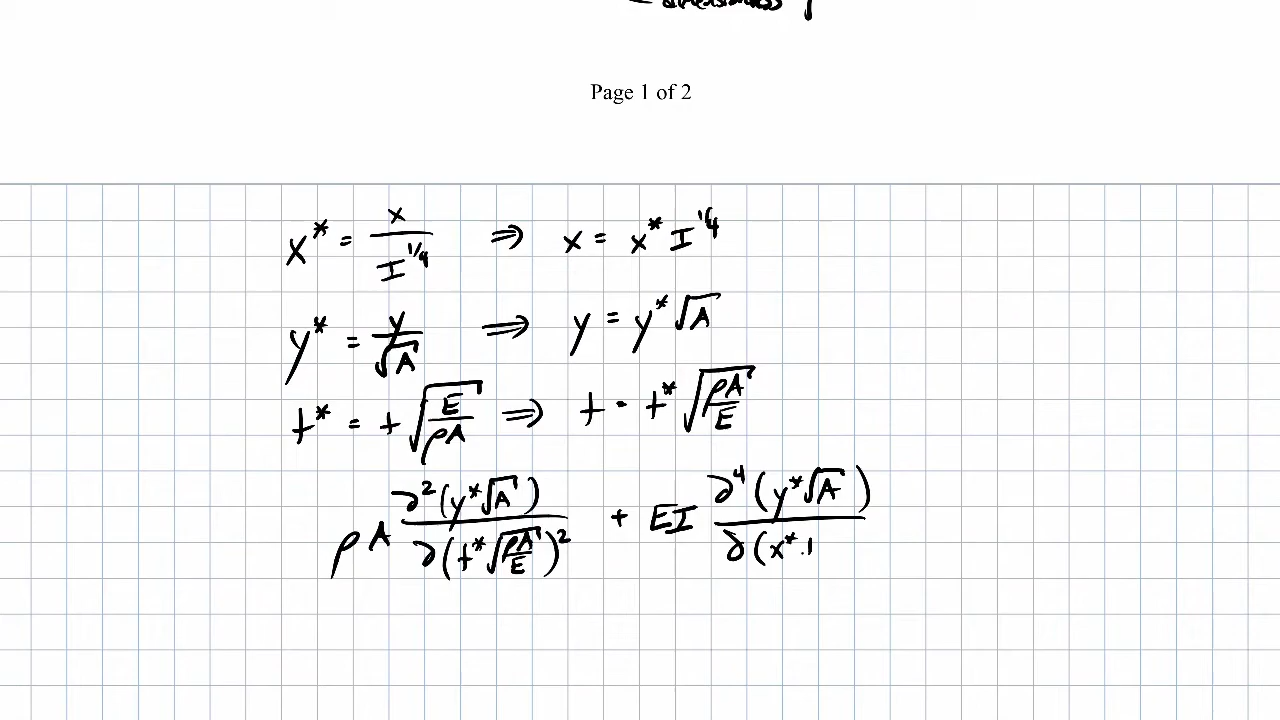 Page 1 of 2
x* = x / I^{1/4} ⇒ x = x* I^{1/4}
y* = y / √A ⇒ y = y* √A
t* = t √(E / ρA) ⇒ t = t* √(ρA / E)
ρA ∂²(y*√A) / ∂(t*√(ρA / E))² + EI ∂⁴(y*√A) / ∂(x*